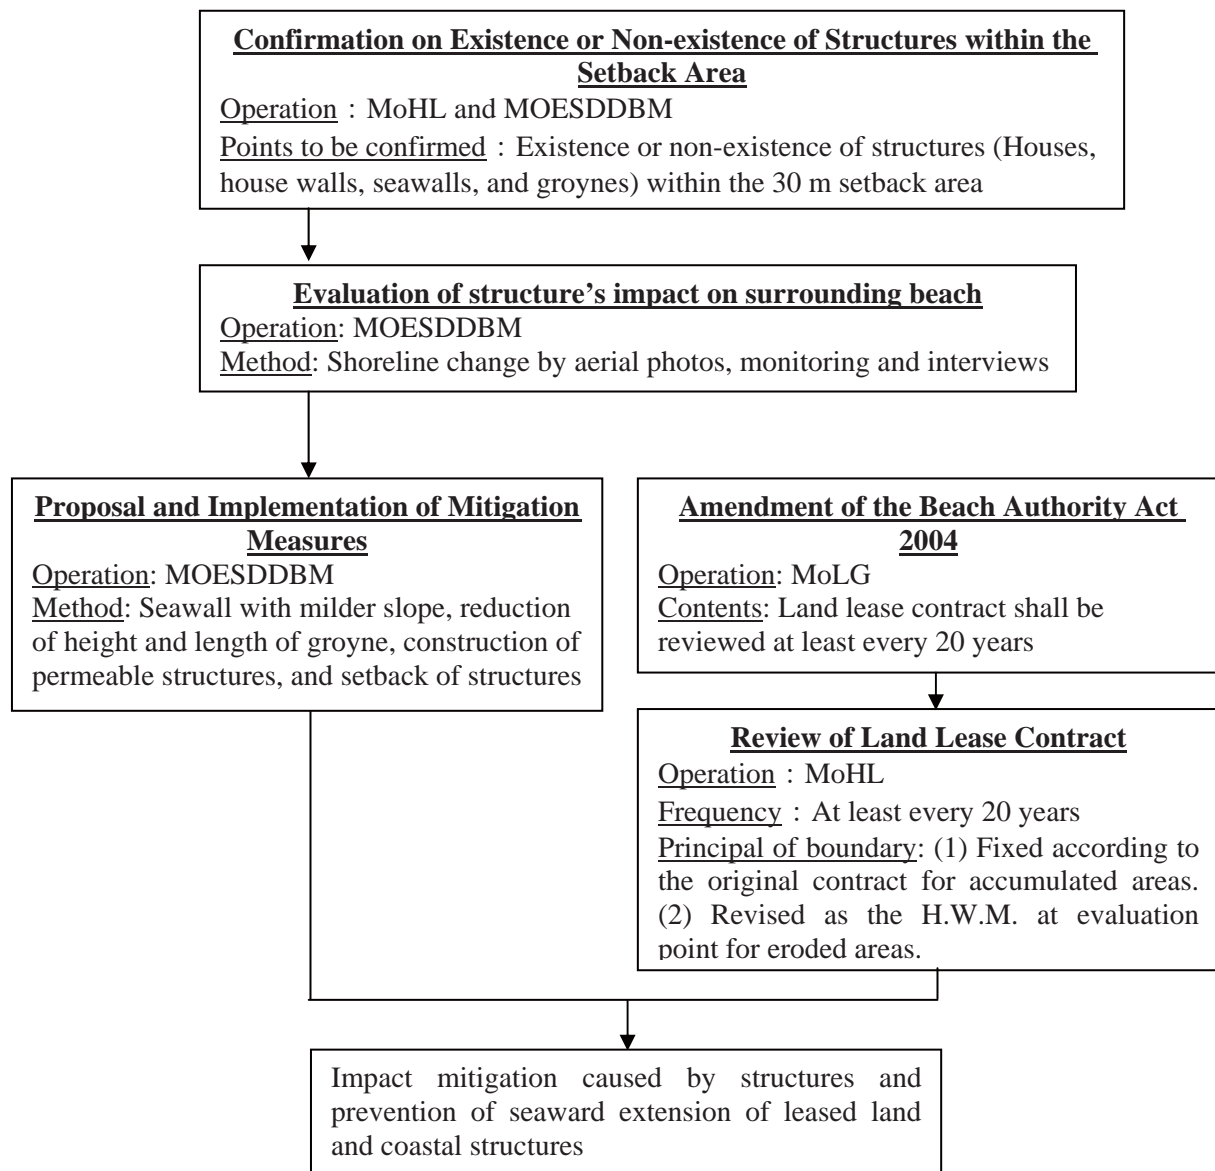 Confirmation on Existence or Non-existence of Structures within the
Setback Area
Operation : MoHL and MOESDDBM
Points to be confirmed : Existence or non-existence of structures (Houses,
house walls, seawalls, and groynes) within the 30 m setback area
Evaluation of structure's impact on surrounding beach
Operation: MOESDDBM
Method: Shoreline change by aerial photos, monitoring and interviews
Proposal and Implementation of Mitigation
Measures
Operation: MOESDDBM
Method: Seawall with milder slope, reduction
of height and length of groyne, construction of
permeable structures, and setback of structures
Amendment of the Beach Authority Act
2004
Operation: MoLG
Contents: Land lease contract shall be
reviewed at least every 20 years
Review of Land Lease Contract
Operation : MoHL
Frequency : At least every 20 years
Principal of boundary: (1) Fixed according to
the original contract for accumulated areas.
(2) Revised as the H.W.M. at evaluation
point for eroded areas.
Impact mitigation caused by structures and
prevention of seaward extension of leased land
and coastal structures